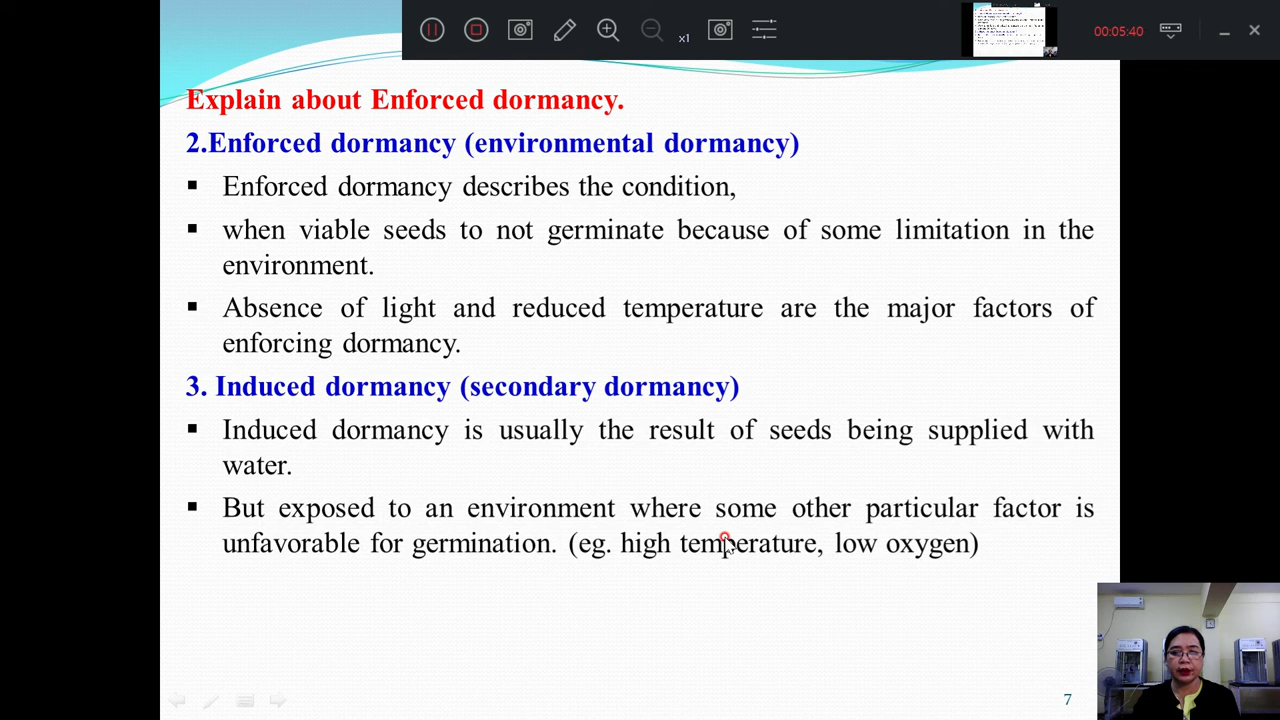 x1
00:05:40
Explain about Enforced dormancy.
2.Enforced dormancy (environmental dormancy)
▪ Enforced dormancy describes the condition,
▪ when viable seeds to not germinate because of some limitation in the
environment.
▪ Absence of light and reduced temperature are the major factors of
enforcing dormancy.
3. Induced dormancy (secondary dormancy)
▪ Induced dormancy is usually the result of seeds being supplied with
water.
▪ But exposed to an environment where some other particular factor is
unfavorable for germination. (eg. high temperature, low oxygen)
7